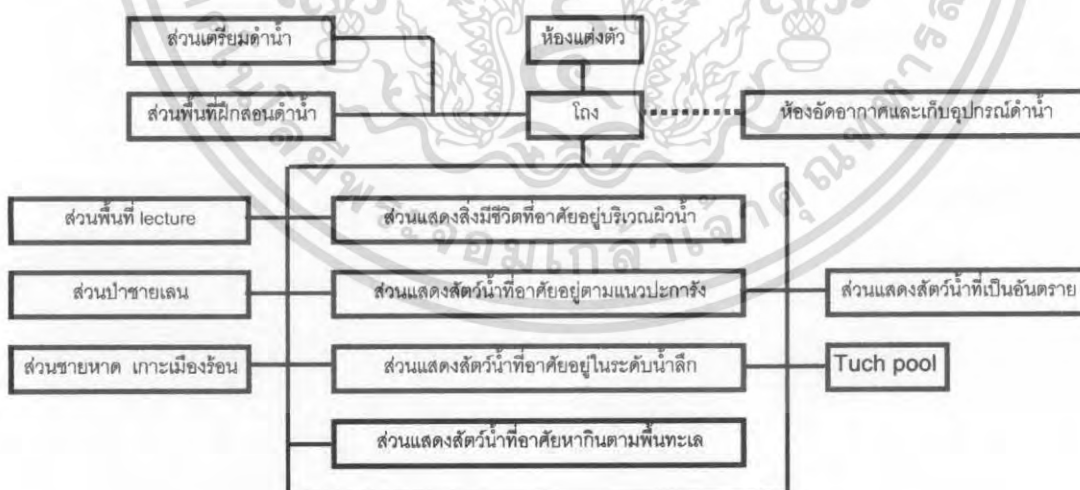 ส่วนเตรียมดำน้ำ
ห้องแต่งตัว
ส่วนพื้นที่ฝึกสอนดำน้ำ
โถง
ห้องอัดอากาศและเก็บอุปกรณ์ดำน้ำ
ส่วนพื้นที่ lecture
ส่วนแสดงสิ่งมีชีวิตที่อาศัยอยู่บริเวณผิวน้ำ
ส่วนป่าชายเลน
ส่วนแสดงสัตว์น้ำที่อาศัยอยู่ตามแนวปะการัง
ส่วนแสดงสัตว์น้ำที่เป็นอันตราย
ส่วนชายหาด เกาะเมืองร้อน
ส่วนแสดงสัตว์น้ำที่อาศัยอยู่ในระดับน้ำลึก
Tuch pool
ส่วนแสดงสัตว์น้ำที่อาศัยหากินตามพื้นทะเล